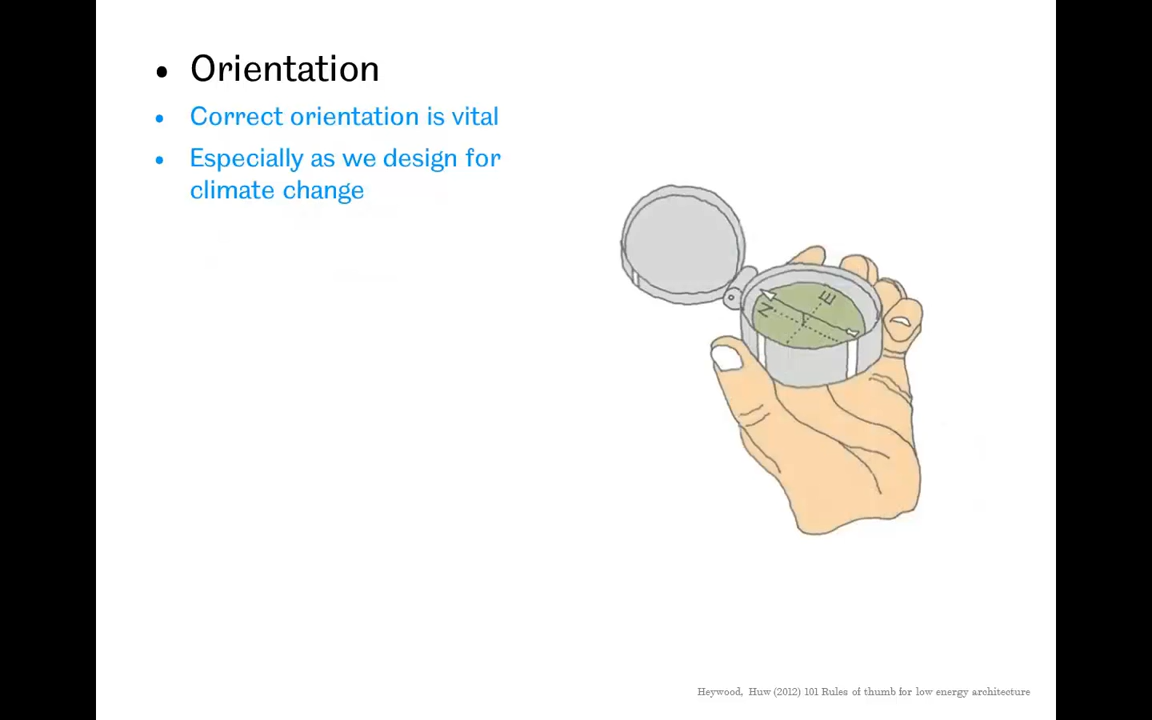 • Orientation
• Correct orientation is vital
• Especially as we design for
climate change
N
E
Heywood, Huw (2012) 101 Rules of thumb for low energy architecture